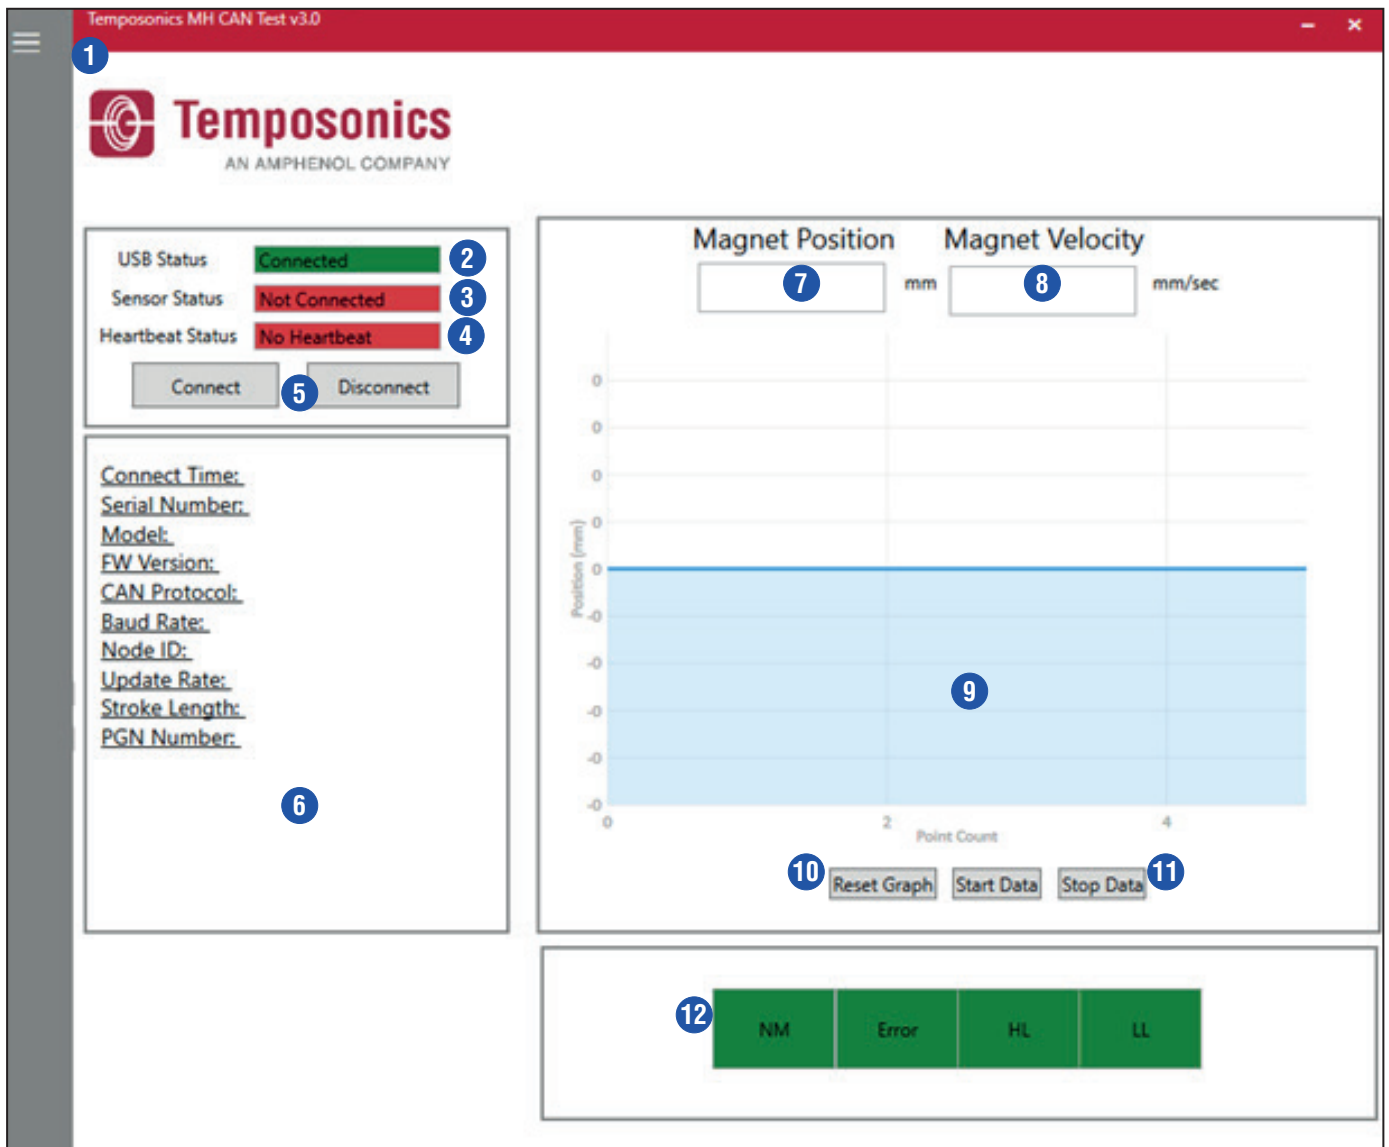 Temposonics MH CAN Test v3.0
1
Temposonics
AN AMPHENOL COMPANY
USB Status Connected 2
Sensor Status Not Connected 3
Heartbeat Status No Heartbeat 4
Connect 5 Disconnect
Connect Time:
Serial Number:
Model:
FW Version:
CAN Protocol:
Baud Rate:
Node ID:
Update Rate:
Stroke Length:
PGN Number:
6
Magnet Position Magnet Velocity
7 mm 8 mm/sec
0
0
0
0
0
-0
-0
-0
-0
-0
Position (mm)
9
0 2 4
Point Count
10 Reset Graph Start Data Stop Data 11
12 NM Error HL LL